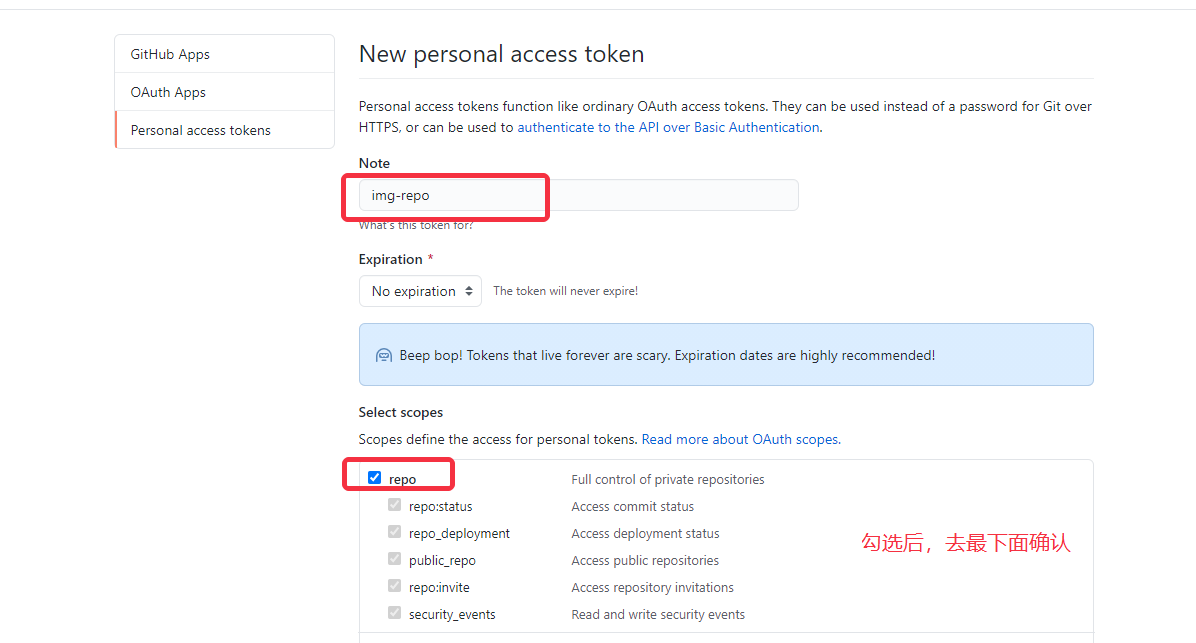 GitHub Apps
OAuth Apps
Personal access tokens
New personal access token
Personal access tokens function like ordinary OAuth access tokens. They can be used instead of a password for Git over
HTTPS, or can be used to authenticate to the API over Basic Authentication.
Note
img-repo
What's this token for?
Expiration *
No expiration The token will never expire!
Beep bop! Tokens that live forever are scary. Expiration dates are highly recommended!
Select scopes
Scopes define the access for personal tokens. Read more about OAuth scopes.
repo Full control of private repositories
repo:status Access commit status
repo_deployment Access deployment status
public_repo Access public repositories
repo:invite Access repository invitations
security_events Read and write security events
勾选后，去最下面确认